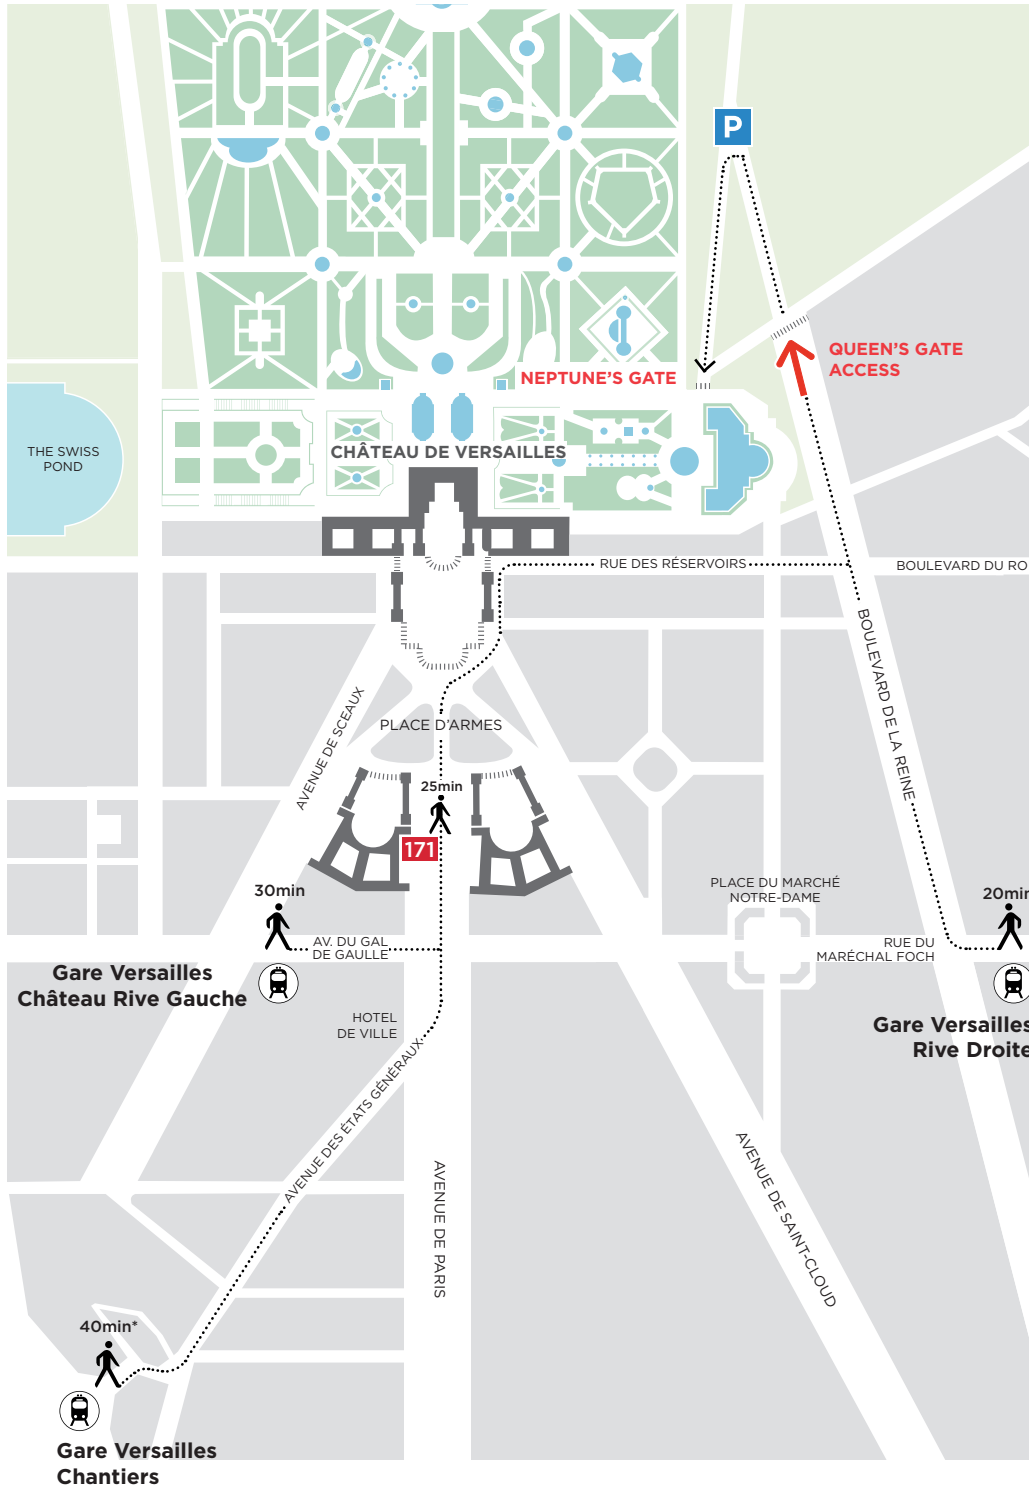 P
QUEEN'S GATE
ACCESS
NEPTUNE'S GATE
THE SWISS
POND
CHÂTEAU DE VERSAILLES
RUE DES RÉSERVOIRS
BOULEVARD DU RO
BOULEVARD DE LA REINE
AVENUE DE SCEAUX
PLACE D'ARMES
25min
171
30min
AV. DU GAL
DE GAULLE
Gare Versailles
Château Rive Gauche
PLACE DU MARCHÉ
NOTRE-DAME
20min
RUE DU
MARÉCHAL FOCH
Gare Versailles
Rive Droite
HOTEL
DE VILLE
AVENUE DES ÉTATS GÉNÉRAUX
AVENUE DE PARIS
AVENUE DE SAINT-CLOUD
40min*
Gare Versailles
Chantiers